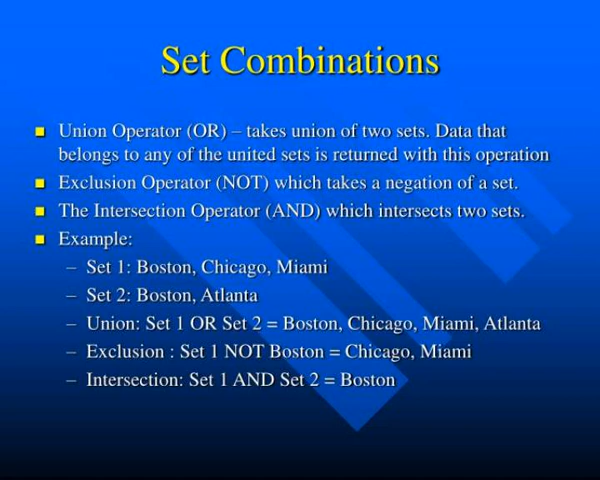 Set Combinations
Union Operator (OR) – takes union of two sets. Data that
belongs to any of the united sets is returned with this operation
Exclusion Operator (NOT) which takes a negation of a set.
The Intersection Operator (AND) which intersects two sets.
Example:
– Set 1: Boston, Chicago, Miami
– Set 2: Boston, Atlanta
– Union: Set 1 OR Set 2 = Boston, Chicago, Miami, Atlanta
– Exclusion : Set 1 NOT Boston = Chicago, Miami
– Intersection: Set 1 AND Set 2 = Boston